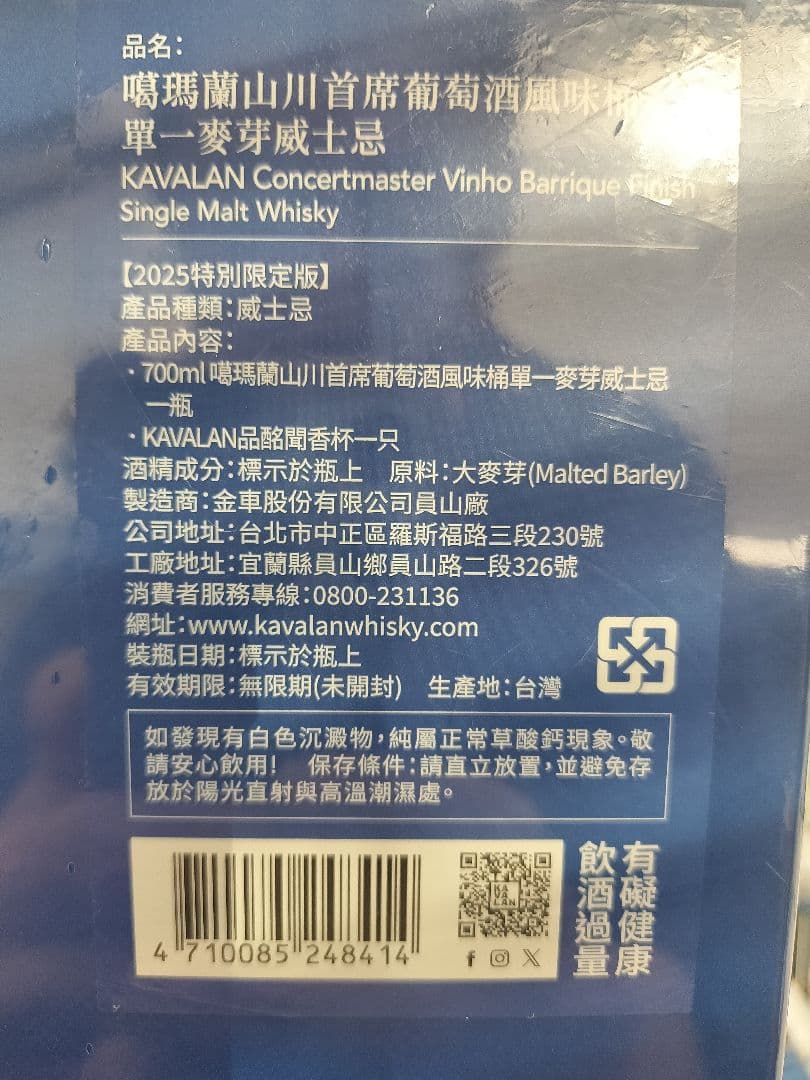 品名：
噶瑪蘭山川首席葡萄酒風味桶
單一麥芽威士忌
KAVALAN Concertmaster Vinho Barrique Finish
Single Malt Whisky
【2025特別限定版】
產品種類：威士忌
產品內容：
・700ml 噶瑪蘭山川首席葡萄酒風味桶單一麥芽威士忌
一瓶
・KAVALAN品酩聞香杯一只
酒精成分：標示於瓶上　原料：大麥芽(Malted Barley)
製造商：金車股份有限公司員山廠
公司地址：台北市中正區羅斯福路三段230號
工廠地址：宜蘭縣員山鄉員山路二段326號
消費者服務專線：0800-231136
網址：www.kavalanwhisky.com
裝瓶日期：標示於瓶上
有效期限：無限期(未開封)　生產地：台灣
如發現有白色沉澱物，純屬正常草酸鈣現象。敬
請安心飲用！　保存條件：請直立放置，並避免存
放於陽光直射與高溫潮濕處。
4 710085 248414
KA
VA
LAN
飲酒過量
有礙健康